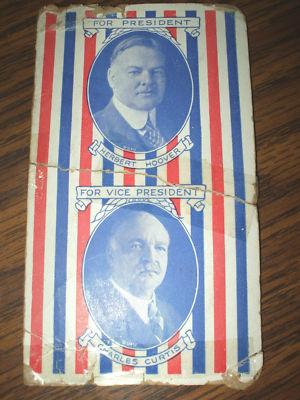 FOR PRESIDENT
HERBERT HOOVER
FOR VICE PRESIDENT
CHARLES CURTIS